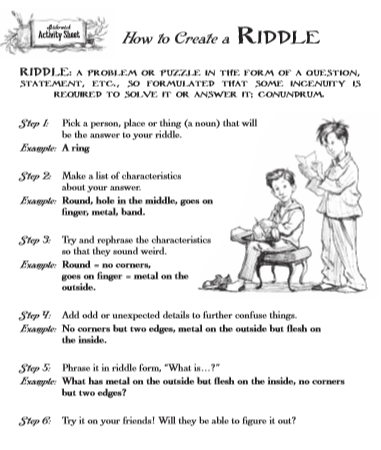 Activity Sheet
How to Create a RIDDLE
RIDDLE: A PROBLEM OR PUZZLE IN THE FORM OF A QUESTION,
STATEMENT, ETC., SO FORMULATED THAT SOME INGENUITY IS
REQUIRED TO SOLVE IT OR ANSWER IT; CONUNDRUM.
Step 1: Pick a person, place or thing (a noun) that will
be the answer to your riddle.
Example: A ring
Step 2: Make a list of characteristics
about your answer.
Example: Round, hole in the middle, goes on
finger, metal, band.
Step 3: Try and rephrase the characteristics
so that they sound weird.
Example: Round = no corners,
goes on finger = metal on the
outside.
Step 4: Add odd or unexpected details to further confuse things.
Example: No corners but two edges, metal on the outside but flesh on
the inside.
Step 5: Phrase it in riddle form, "What is...?"
Example: What has metal on the outside but flesh on the inside, no corners
but two edges?
Step 6: Try it on your friends! Will they be able to figure it out?